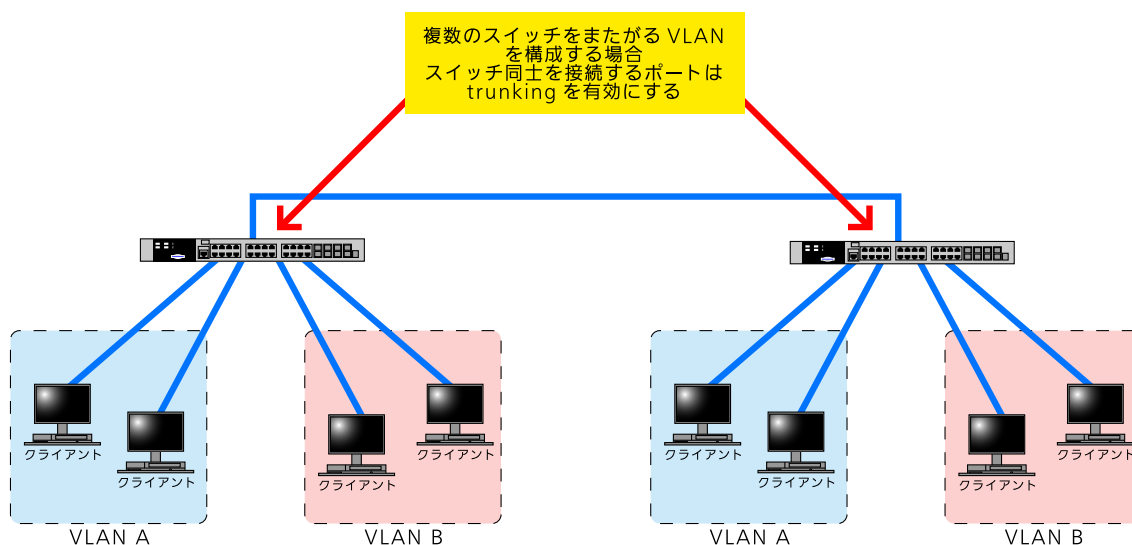 複数のスイッチをまたがる VLAN
を構成する場合
スイッチ同士を接続するポートは
trunking を有効にする
クライアント
クライアント
クライアント
クライアント
VLAN A
VLAN B
クライアント
クライアント
クライアント
クライアント
VLAN A
VLAN B